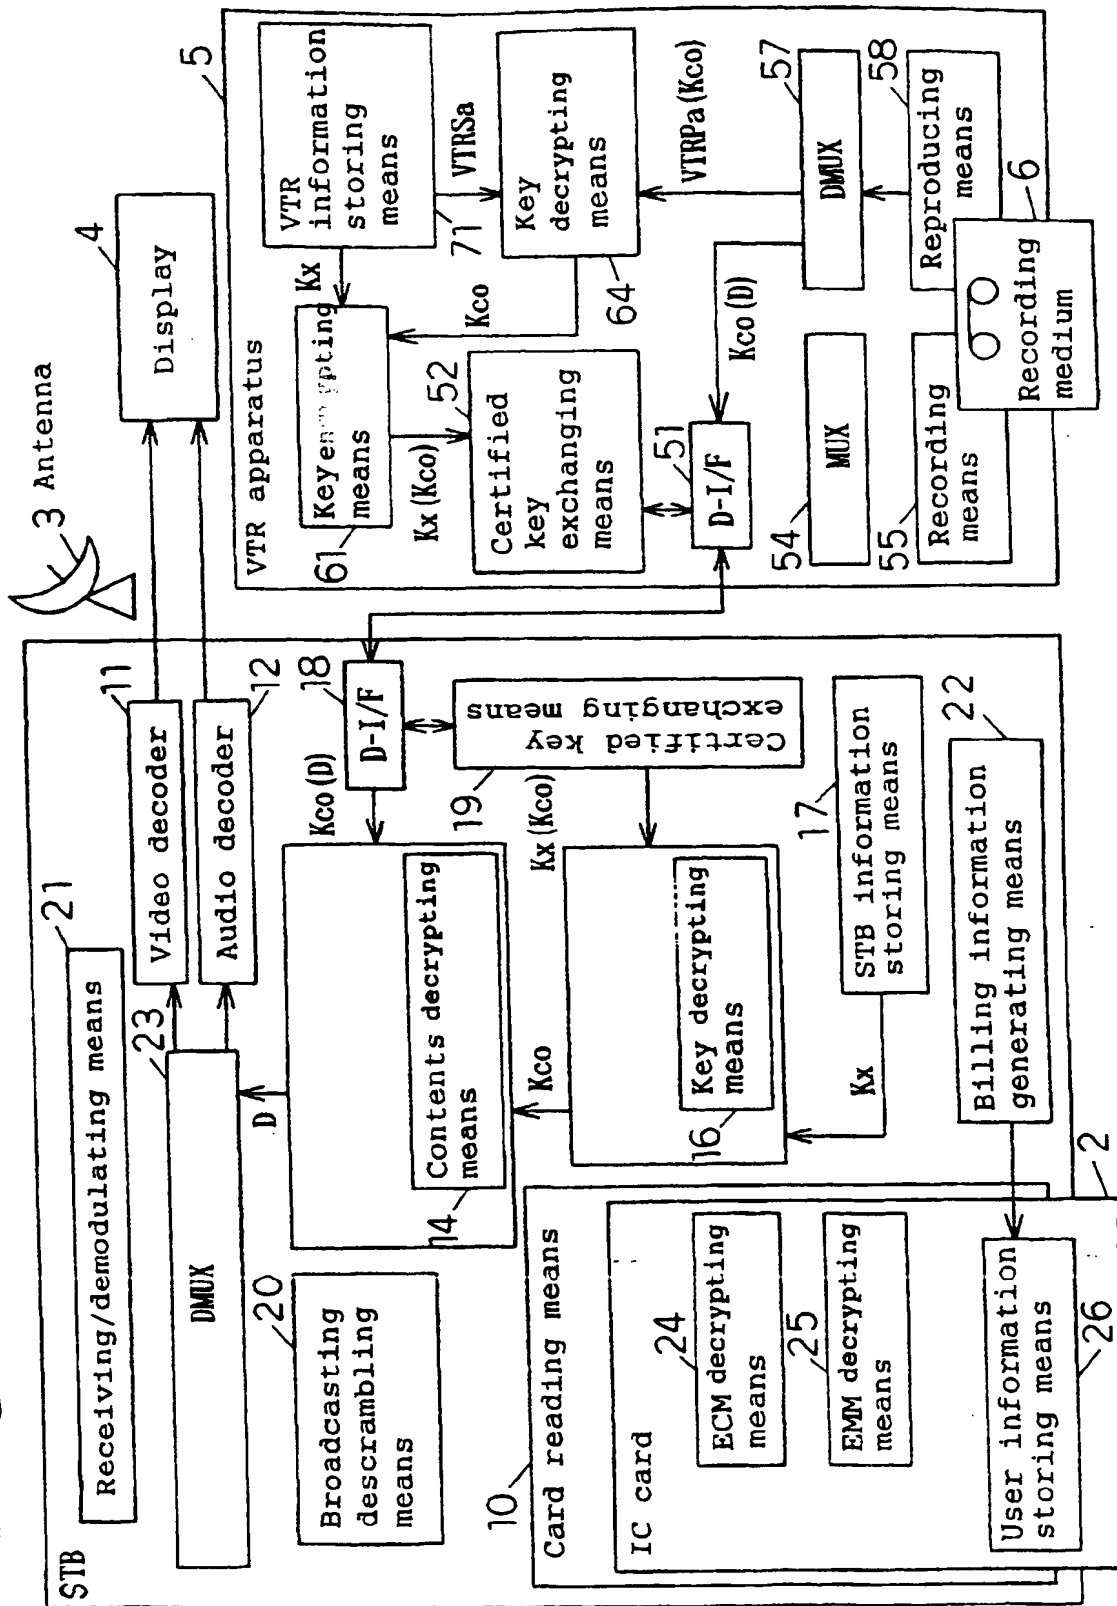 STB
Receiving/demodulating means
21
DMUX
23
Video decoder
11
Audio decoder
12
3 Antenna
Display
4
Broadcasting
descrambling
means
20
D
Contents decrypting
means
14
Kco(D)
D-I/F
18
Certified key
exchanging means
19
Kco
Kx(Kco)
Key decrypting
means
16
Kx
STB information
storing means
17
Billing information
generating means
22
10
Card reading means
IC card
2
ECM decrypting
means
24
EMM decrypting
means
25
User information
storing means
26
VTR apparatus
5
VTR
information
storing
means
71
Kx
VTRSa
Key
means
61
Kco
Key
decrypting
means
64
Kx(Kco)
Certified
key
exchanging
means
52
VTRPa(Kco)
Kco(D)
D-I/F
51
MUX
54
DMUX
57
Recording
means
55
Reproducing
means
58
Recording
medium
6